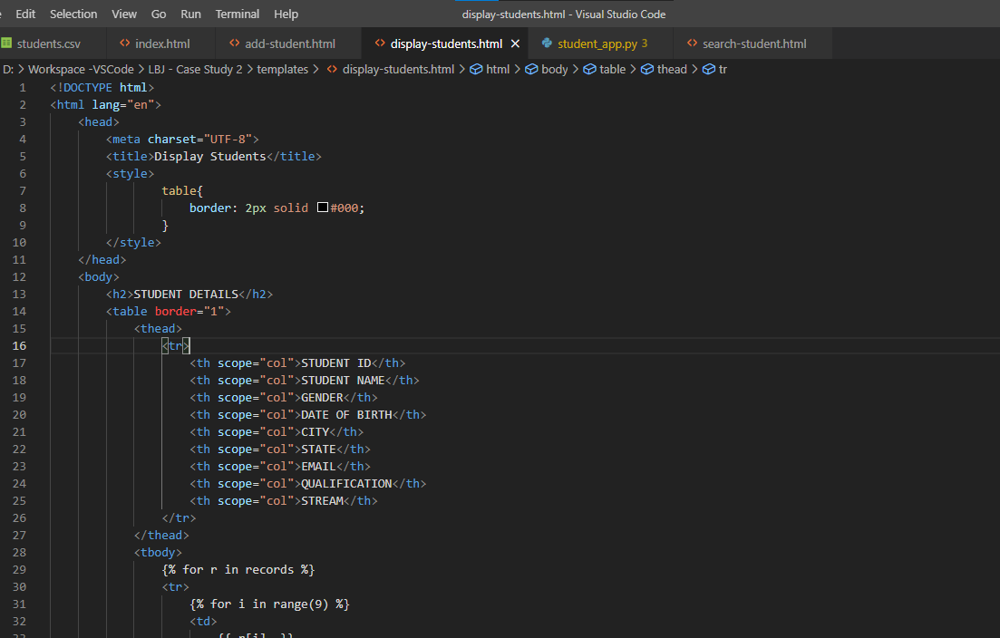 Edit Selection View Go Run Terminal Help display-students.html - Visual Studio Code
students.csv index.html add-student.html display-students.html student_app.py 3 search-student.html
D: > Workspace -VSCode > LBJ - Case Study 2 > templates > display-students.html > html > body > table > thead > tr
1 <!DOCTYPE html>
2 <html lang="en">
3 <head>
4 <meta charset="UTF-8">
5 <title>Display Students</title>
6 <style>
7 table{
8 border: 2px solid #000;
9 }
10 </style>
11 </head>
12 <body>
13 <h2>STUDENT DETAILS</h2>
14 <table border="1">
15 <thead>
16 <tr>
17 <th scope="col">STUDENT ID</th>
18 <th scope="col">STUDENT NAME</th>
19 <th scope="col">GENDER</th>
20 <th scope="col">DATE OF BIRTH</th>
21 <th scope="col">CITY</th>
22 <th scope="col">STATE</th>
23 <th scope="col">EMAIL</th>
24 <th scope="col">QUALIFICATION</th>
25 <th scope="col">STREAM</th>
26 </tr>
27 </thead>
28 <tbody>
29 {% for r in records %}
30 <tr>
31 {% for i in range(9) %}
32 <td>